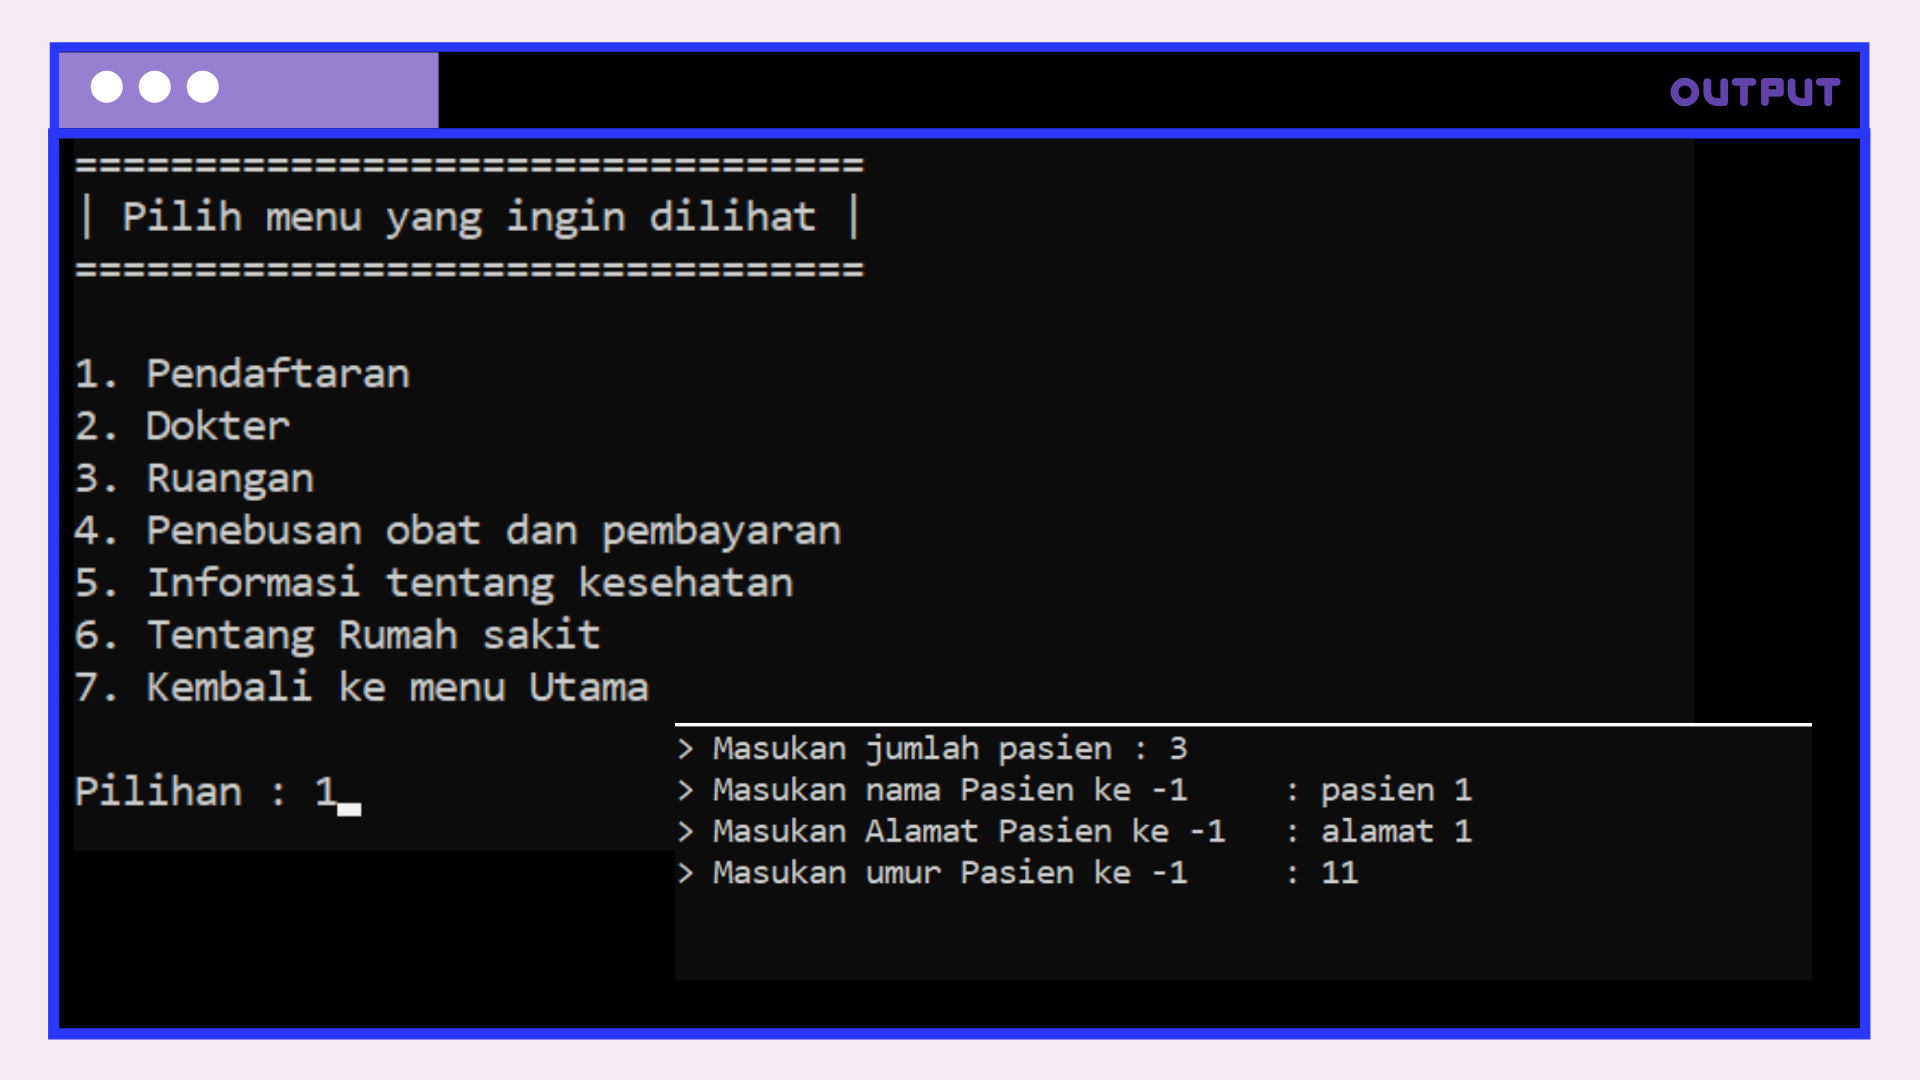 OUTPUT
=================================
| Pilih menu yang ingin dilihat |
=================================
1. Pendaftaran
2. Dokter
3. Ruangan
4. Penebusan obat dan pembayaran
5. Informasi tentang kesehatan
6. Tentang Rumah sakit
7. Kembali ke menu Utama
Pilihan : 1
> Masukan jumlah pasien : 3
> Masukan nama Pasien ke -1     : pasien 1
> Masukan Alamat Pasien ke -1   : alamat 1
> Masukan umur Pasien ke -1     : 11